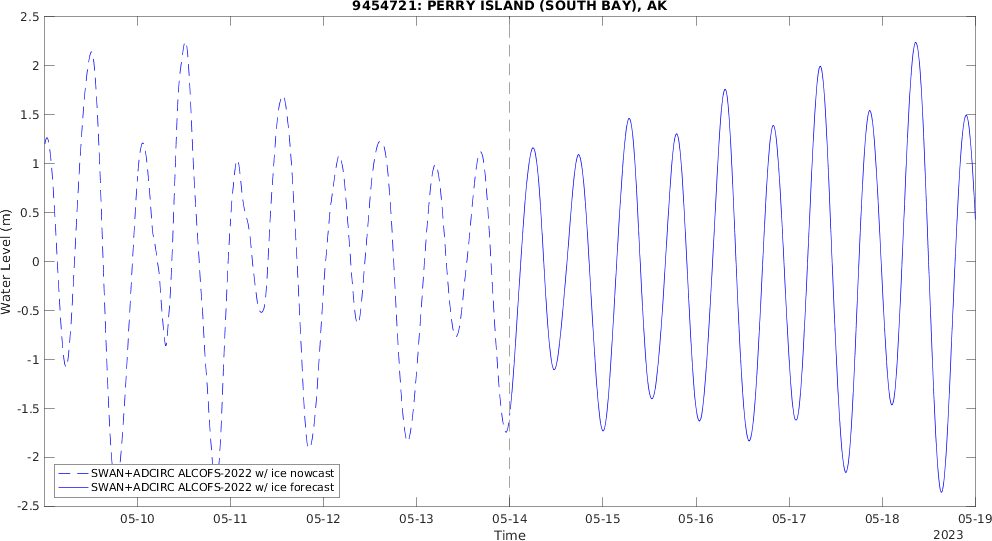 9454721: PERRY ISLAND (SOUTH BAY), AK
2.5
2
1.5
1
0.5
0
-0.5
-1
-1.5
-2
-2.5
Water Level (m)
SWAN+ADCIRC ALCOFS-2022 w/ ice nowcast
SWAN+ADCIRC ALCOFS-2022 w/ ice forecast
05-10 05-11 05-12 05-13 05-14 05-15 05-16 05-17 05-18 05-19
Time
2023